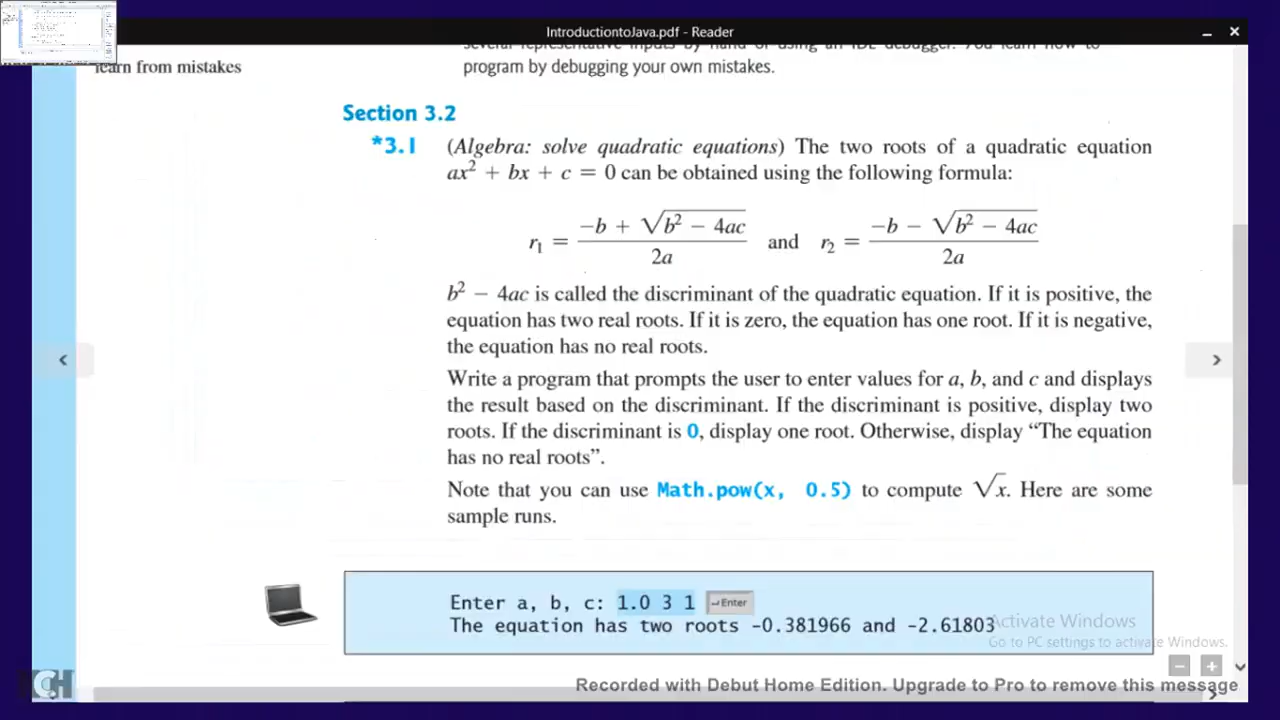 IntroductiontoJava.pdf - Reader
learn from mistakes
program by debugging your own mistakes.
Section 3.2
*3.1 (Algebra: solve quadratic equations) The two roots of a quadratic equation
ax² + bx + c = 0 can be obtained using the following formula:
r₁ = (−b + √(b² − 4ac)) / 2a and r₂ = (−b − √(b² − 4ac)) / 2a
b² − 4ac is called the discriminant of the quadratic equation. If it is positive, the
equation has two real roots. If it is zero, the equation has one root. If it is negative,
the equation has no real roots.
Write a program that prompts the user to enter values for a, b, and c and displays
the result based on the discriminant. If the discriminant is positive, display two
roots. If the discriminant is 0, display one root. Otherwise, display “The equation
has no real roots”.
Note that you can use Math.pow(x, 0.5) to compute √x. Here are some
sample runs.
Enter a, b, c: 1.0 3 1 ↵Enter
The equation has two roots -0.381966 and -2.61803
Activate Windows
Go to PC settings to activate Windows.
Recorded with Debut Home Edition. Upgrade to Pro to remove this message